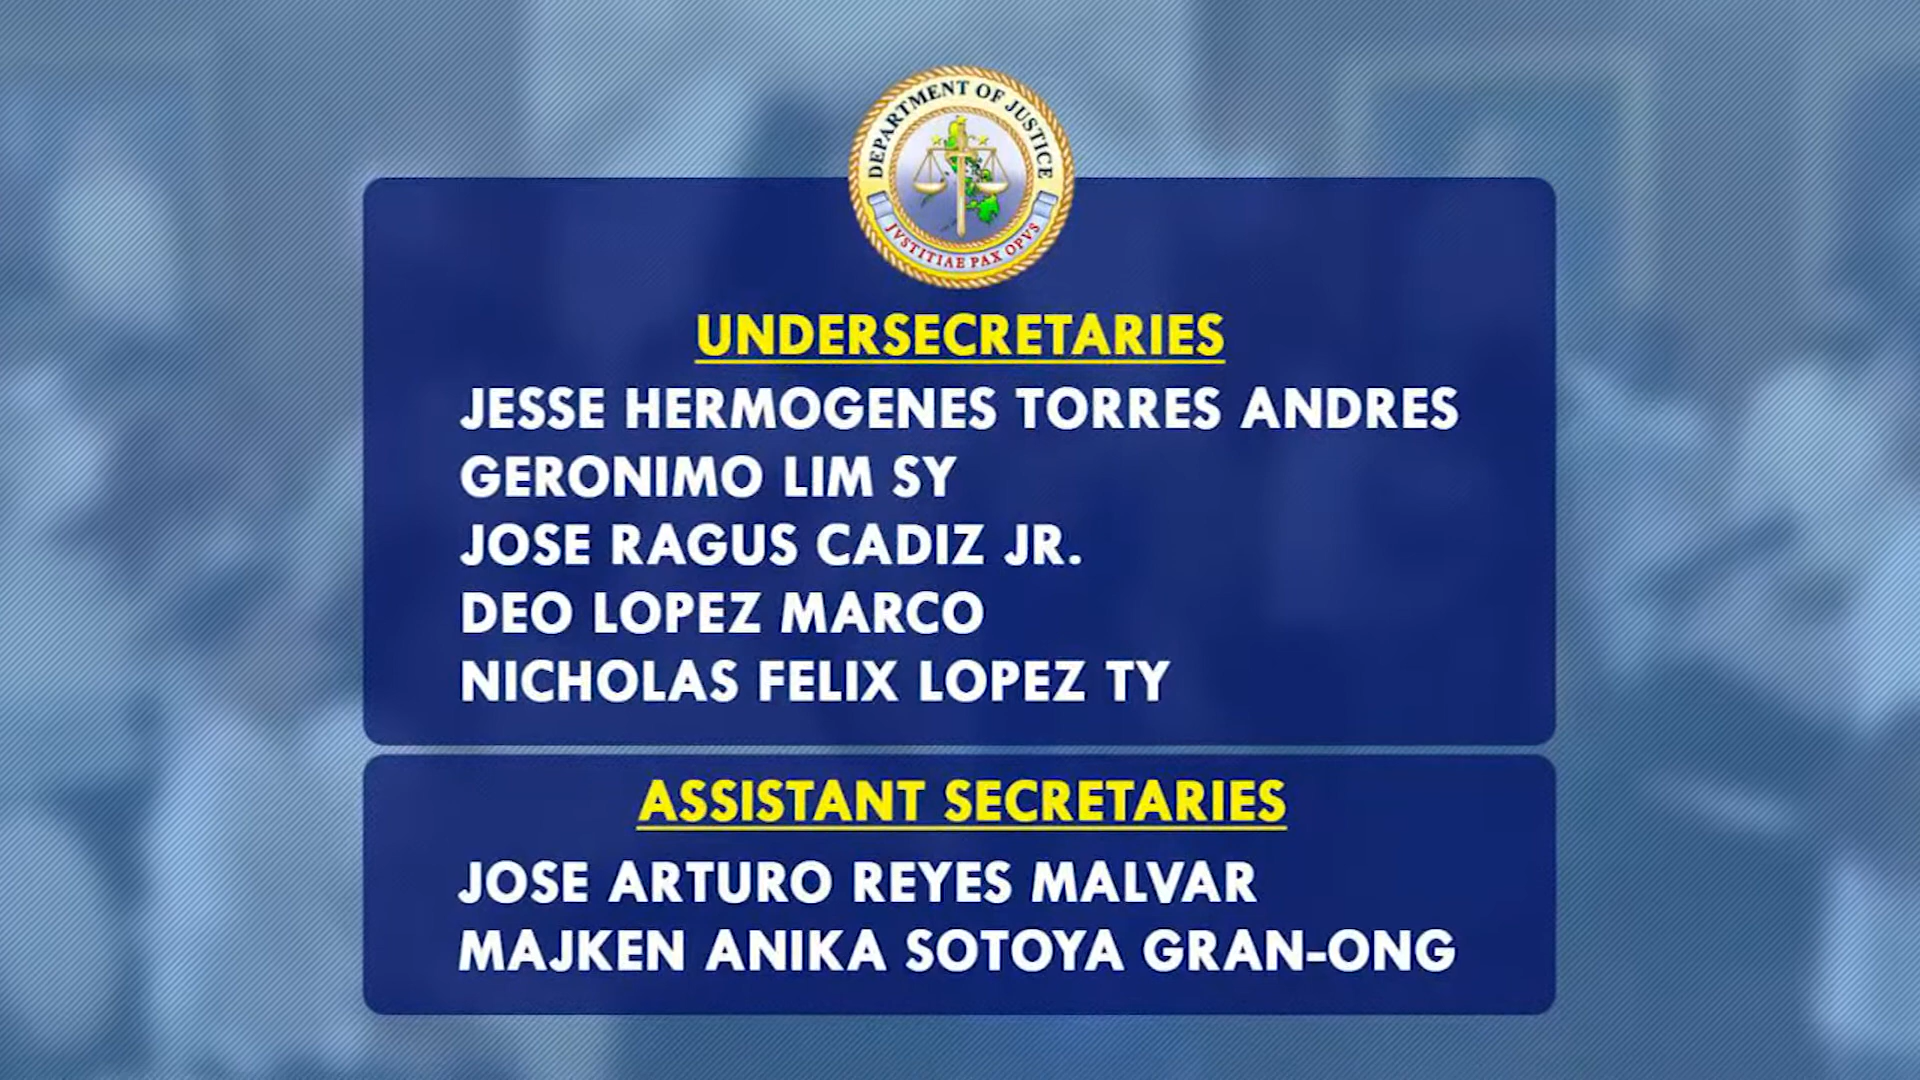 DEPARTMENT OF JUSTICE
JVSTITIAE PAX OPVS
UNDERSECRETARIES
JESSE HERMOGENES TORRES ANDRES
GERONIMO LIM SY
JOSE RAGUS CADIZ JR.
DEO LOPEZ MARCO
NICHOLAS FELIX LOPEZ TY
ASSISTANT SECRETARIES
JOSE ARTURO REYES MALVAR
MAJKEN ANIKA SOTOYA GRAN-ONG